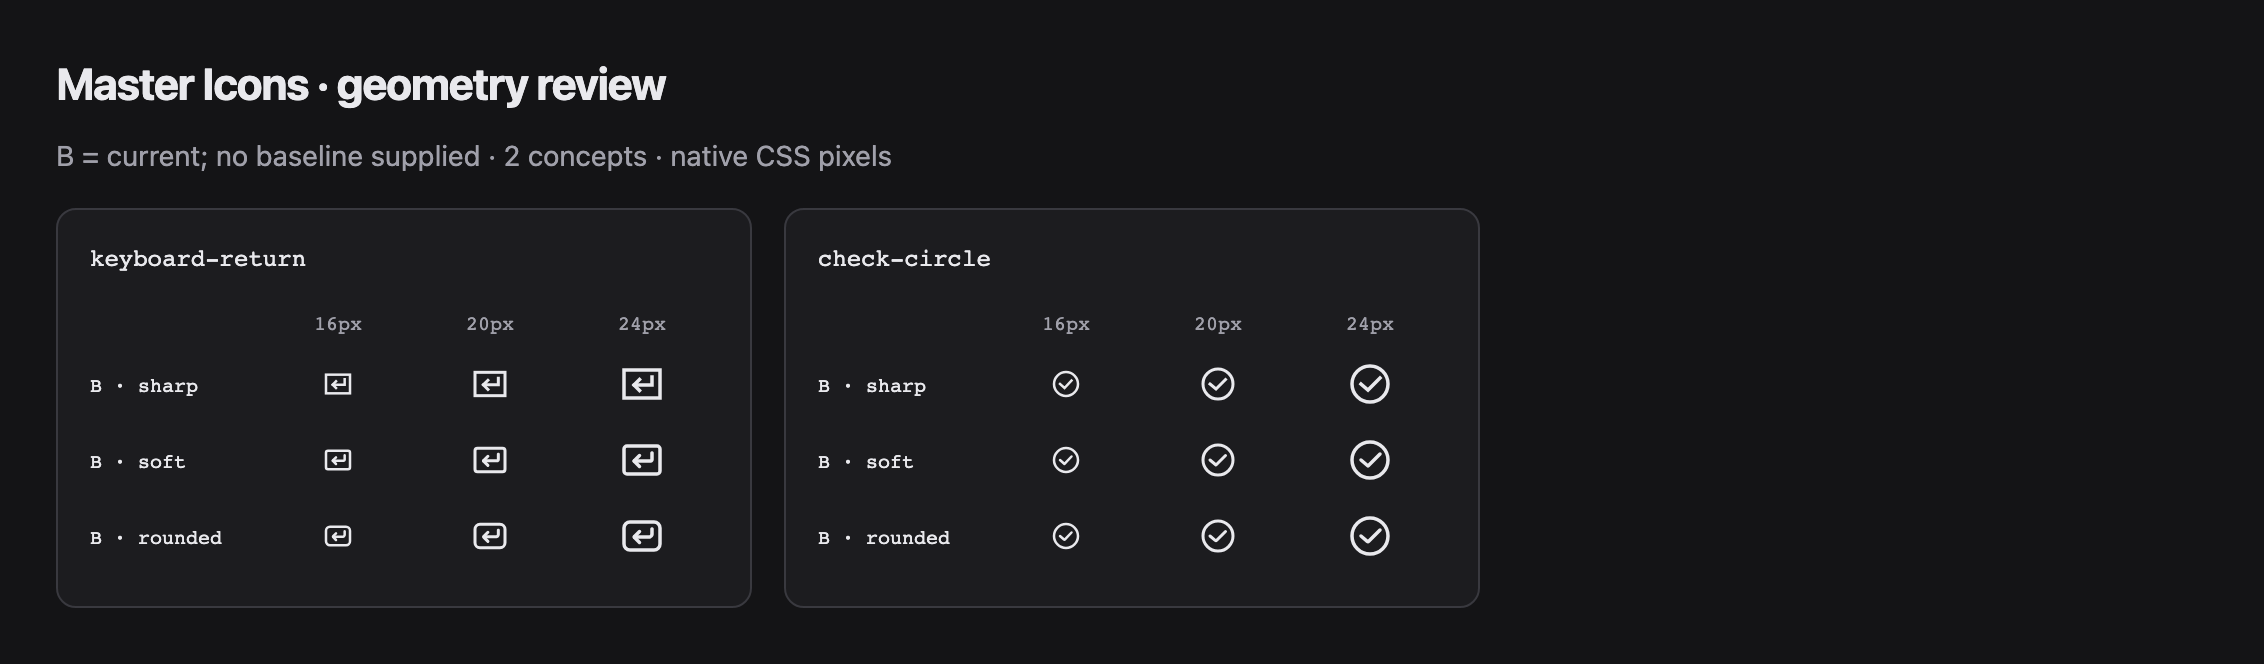 Master Icons · geometry review
B = current; no baseline supplied · 2 concepts · native CSS pixels
keyboard-return
16px 20px 24px
B · sharp
B · soft
B · rounded
check-circle
16px 20px 24px
B · sharp
B · soft
B · rounded